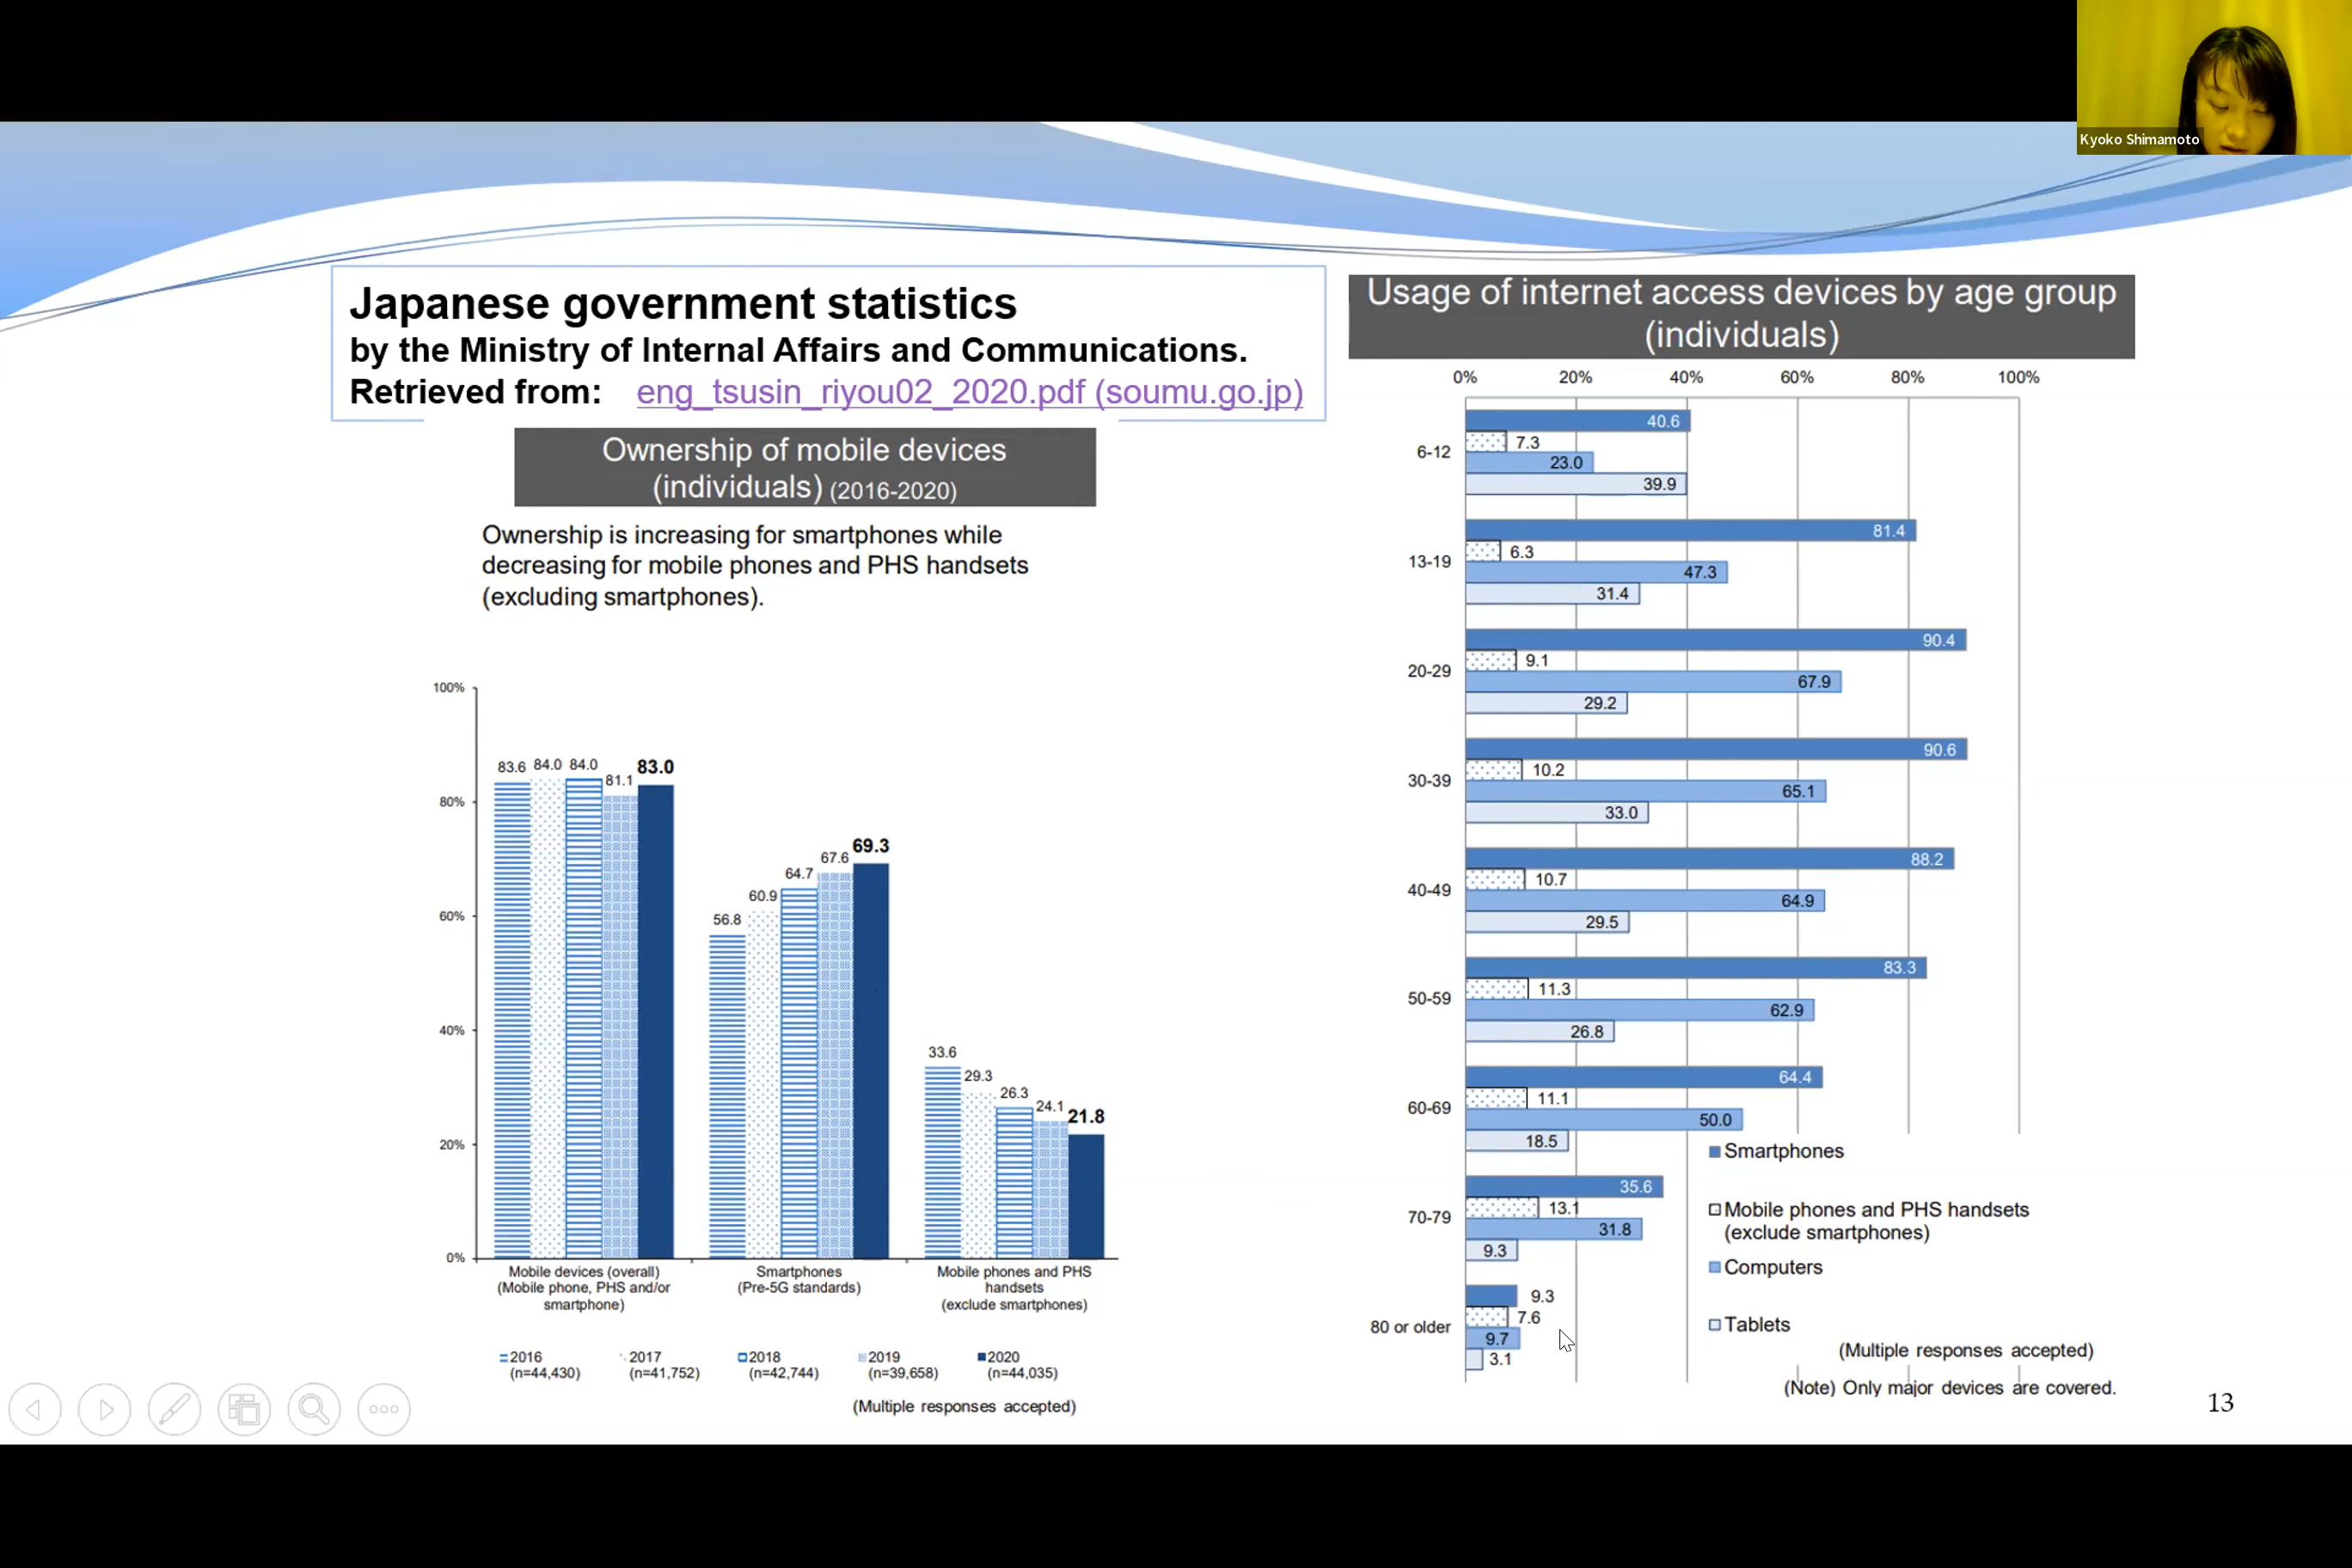 Kyoko Shimamoto
Japanese government statistics
by the Ministry of Internal Affairs and Communications.
Retrieved from: eng_tsusin_riyou02_2020.pdf (soumu.go.jp)
Ownership of mobile devices
(individuals) (2016-2020)
Ownership is increasing for smartphones while
decreasing for mobile phones and PHS handsets
(excluding smartphones).
100%
80%
60%
40%
20%
0%
83.6 84.0 84.0 81.1 83.0
56.8 60.9 64.7 67.6 69.3
33.6 29.3 26.3 24.1 21.8
Mobile devices (overall)
(Mobile phone, PHS and/or
smartphone)
Smartphones
(Pre-5G standards)
Mobile phones and PHS
handsets
(exclude smartphones)
2016 2017 2018 2019 2020
(n=44,430) (n=41,752) (n=42,744) (n=39,658) (n=44,035)
(Multiple responses accepted)
Usage of internet access devices by age group
(individuals)
0% 20% 40% 60% 80% 100%
6-12
40.6
7.3
23.0
39.9
13-19
81.4
6.3
47.3
31.4
20-29
90.4
9.1
67.9
29.2
30-39
90.6
10.2
65.1
33.0
40-49
88.2
10.7
64.9
29.5
50-59
83.3
11.3
62.9
26.8
60-69
64.4
11.1
50.0
18.5
70-79
35.6
13.1
31.8
9.3
80 or older
9.3
7.6
9.7
3.1
Smartphones
Mobile phones and PHS handsets
(exclude smartphones)
Computers
Tablets
(Multiple responses accepted)
(Note) Only major devices are covered.
13